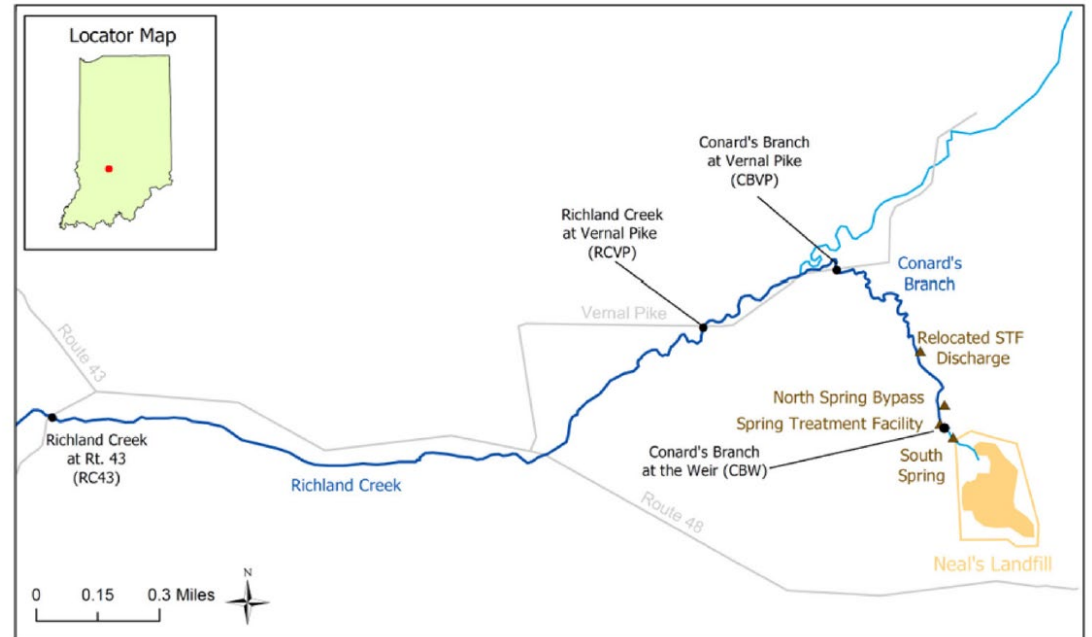 Locator Map
Conard's Branch
at Vernal Pike
(CBVP)
Richland Creek
at Vernal Pike
(RCVP)
Conard's
Branch
Vernal Pike
Relocated STF
Discharge
Route 43
North Spring Bypass
Spring Treatment Facility
Richland Creek
at Rt. 43
(RC43)
Conard's Branch
at the Weir (CBW)
South
Spring
Richland Creek
Route 48
Neal's Landfill
N
0 0.15 0.3 Miles